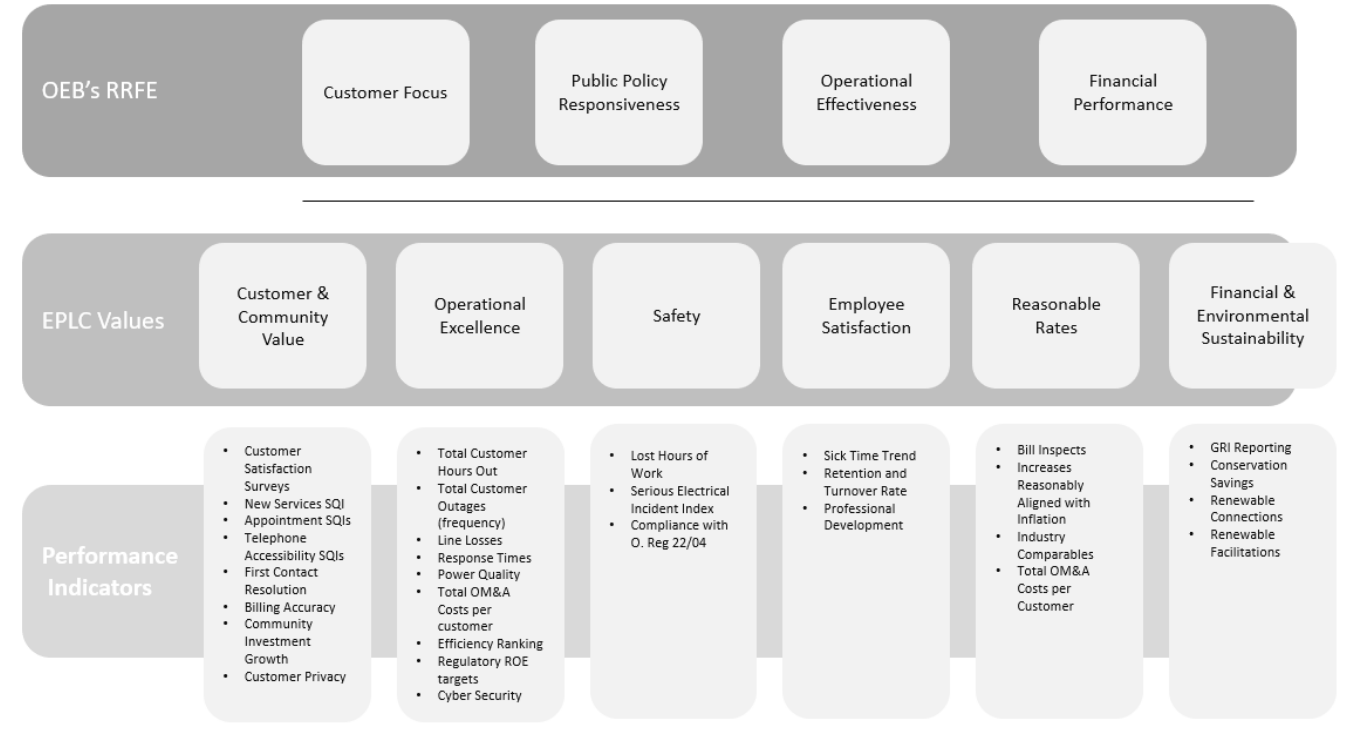 OEB's RRFE
Customer Focus
Public Policy
Responsiveness
Operational
Effectiveness
Financial
Performance
EPLC Values
Customer &
Community
Value
Operational
Excellence
Safety
Employee
Satisfaction
Reasonable
Rates
Financial &
Environmental
Sustainability
Performance
Indicators
• Customer
Satisfaction
Surveys
• New Services SQI
• Appointment SQIs
• Telephone
Accessibility SQIs
• First Contact
Resolution
• Billing Accuracy
• Community
Investment
Growth
• Customer Privacy
• Total Customer
Hours Out
• Total Customer
Outages
(frequency)
• Line Losses
• Response Times
• Power Quality
• Total OM&A
Costs per
customer
• Efficiency Ranking
• Regulatory ROE
targets
• Cyber Security
• Lost Hours of
Work
• Serious Electrical
Incident Index
• Compliance with
O. Reg 22/04
• Sick Time Trend
• Retention and
Turnover Rate
• Professional
Development
• Bill Inspects
• Increases
Reasonably
Aligned with
Inflation
• Industry
Comparables
• Total OM&A
Costs per
Customer
• GRI Reporting
• Conservation
Savings
• Renewable
Connections
• Renewable
Facilitations